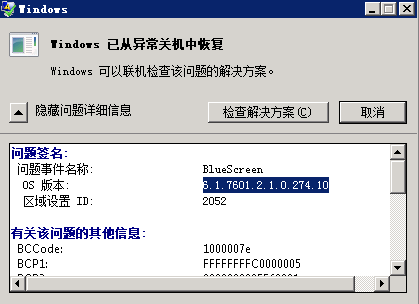 Windows
Windows 已从异常关机中恢复
Windows 可以联机检查该问题的解决方案。
隐藏问题详细信息
检查解决方案(C)
取消
问题签名:
问题事件名称: BlueScreen
OS 版本: 6.1.7601.2.1.0.274.10
区域设置 ID: 2052
有关该问题的其他信息:
BCCode: 1000007e
BCP1: FFFFFFFFC0000005